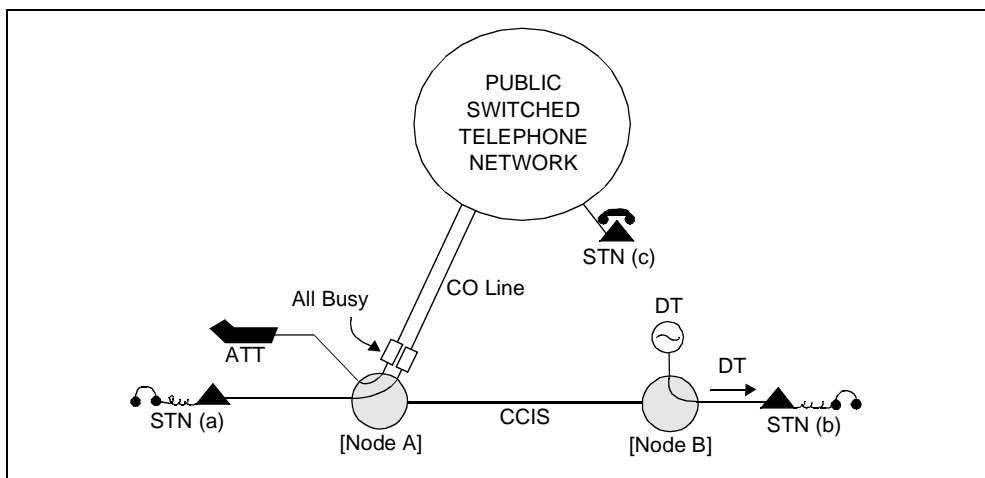 PUBLIC
SWITCHED
TELEPHONE
NETWORK
STN (c)
CO Line
All Busy
DT
ATT
DT
STN (a)
CCIS
STN (b)
[Node A]
[Node B]